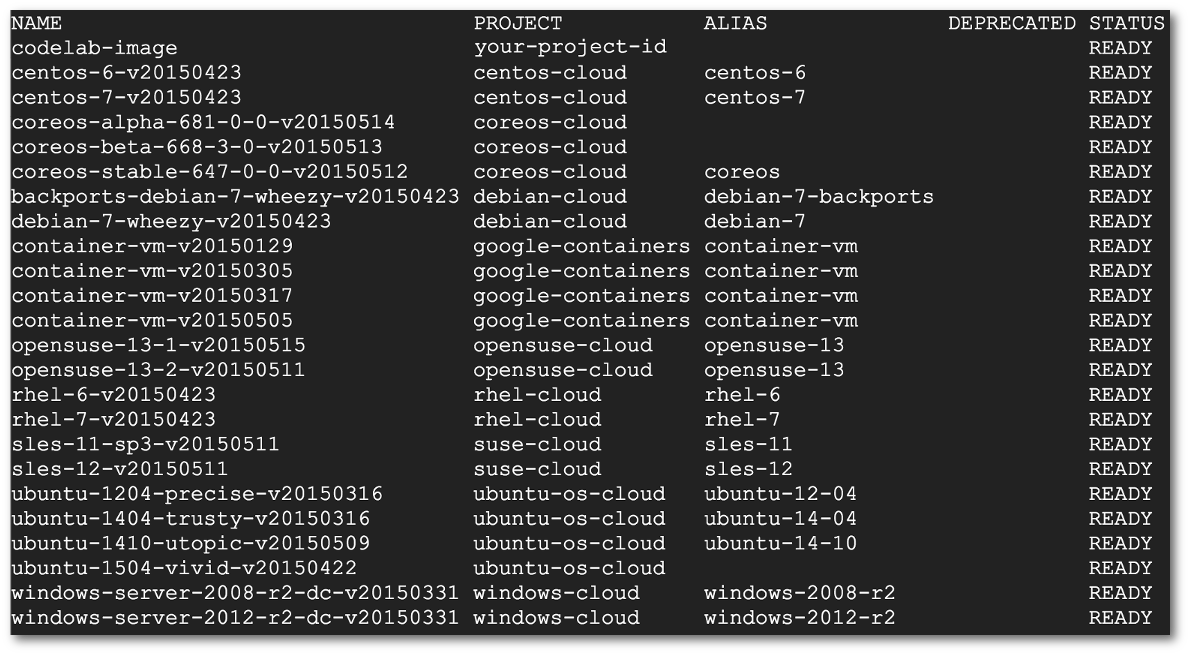 NAME PROJECT ALIAS DEPRECATED STATUS
codelab-image your-project-id READY
centos-6-v20150423 centos-cloud centos-6 READY
centos-7-v20150423 centos-cloud centos-7 READY
coreos-alpha-681-0-0-v20150514 coreos-cloud READY
coreos-beta-668-3-0-v20150513 coreos-cloud READY
coreos-stable-647-0-0-v20150512 coreos-cloud coreos READY
backports-debian-7-wheezy-v20150423 debian-cloud debian-7-backports READY
debian-7-wheezy-v20150423 debian-cloud debian-7 READY
container-vm-v20150129 google-containers container-vm READY
container-vm-v20150305 google-containers container-vm READY
container-vm-v20150317 google-containers container-vm READY
container-vm-v20150505 google-containers container-vm READY
opensuse-13-1-v20150515 opensuse-cloud opensuse-13 READY
opensuse-13-2-v20150511 opensuse-cloud opensuse-13 READY
rhel-6-v20150423 rhel-cloud rhel-6 READY
rhel-7-v20150423 rhel-cloud rhel-7 READY
sles-11-sp3-v20150511 suse-cloud sles-11 READY
sles-12-v20150511 suse-cloud sles-12 READY
ubuntu-1204-precise-v20150316 ubuntu-os-cloud ubuntu-12-04 READY
ubuntu-1404-trusty-v20150316 ubuntu-os-cloud ubuntu-14-04 READY
ubuntu-1410-utopic-v20150509 ubuntu-os-cloud ubuntu-14-10 READY
ubuntu-1504-vivid-v20150422 ubuntu-os-cloud READY
windows-server-2008-r2-dc-v20150331 windows-cloud windows-2008-r2 READY
windows-server-2012-r2-dc-v20150331 windows-cloud windows-2012-r2 READY